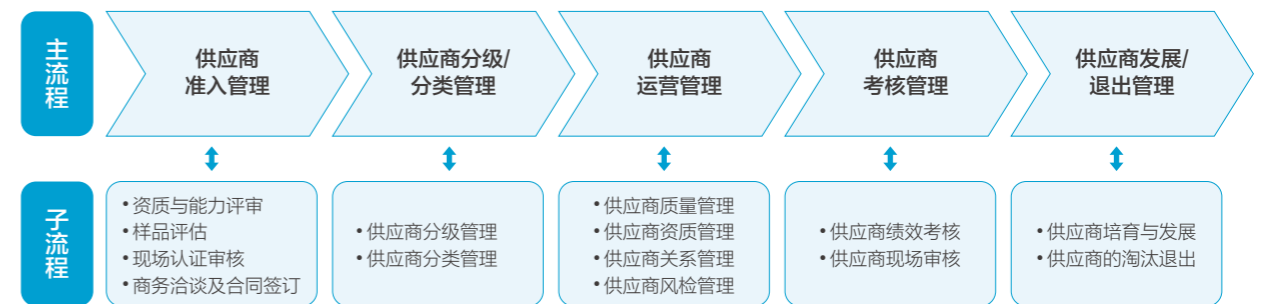 主流程
供应商
准入管理
供应商分级/
分类管理
供应商
运营管理
供应商
考核管理
供应商发展/
退出管理
子流程
•资质与能力评审
•样品评估
•现场认证审核
•商务洽谈及合同签订
•供应商分级管理
•供应商分类管理
•供应商质量管理
•供应商资质管理
•供应商关系管理
•供应商风检管理
•供应商绩效考核
•供应商现场审核
•供应商培育与发展
•供应商的淘汰退出